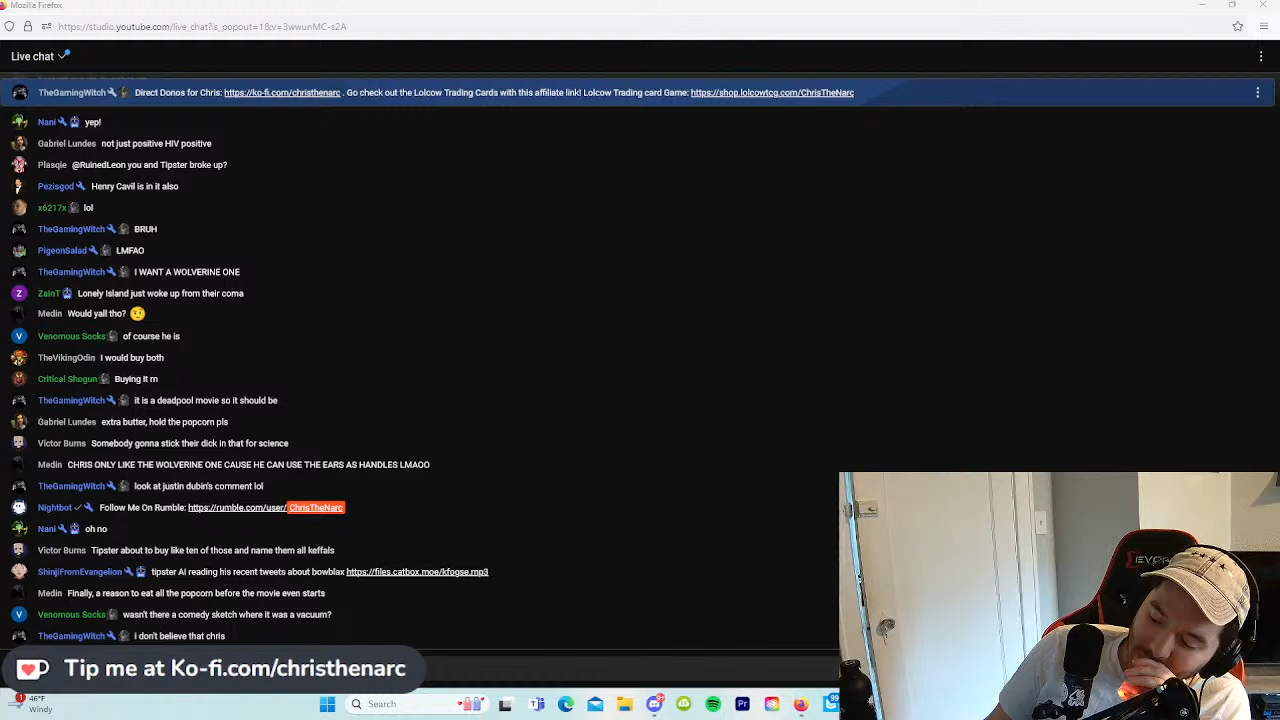 Mozilla Firefox
https://studio.youtube.com/live_chat?is_popout=1&v=3wwunMC-s2A
Live chat
TheGamingWitch Direct Donos for Chris: https://ko-fi.com/christhenarc . Go check out the Lolcow Trading Cards with this affiliate link! Lolcow Trading card Game: https://shop.lolcowtcg.com/ChrisTheNarc
Nani yep!
Gabriel Lundes not just positive HIV positive
Plasqie @RuinedLeon you and Tipster broke up?
Pezisgod Henry Cavil is in it also
x6217x lol
TheGamingWitch BRUH
PigeonSalad LMFAO
TheGamingWitch I WANT A WOLVERINE ONE
Z ZainT Lonely Island just woke up from their coma
Medin Would yall tho?
V Venomous Socks of course he is
TheVikingOdin I would buy both
Critical Shogun Buying it rn
TheGamingWitch it is a deadpool movie so it should be
Gabriel Lundes extra butter, hold the popcorn pls
Victor Burns Somebody gonna stick their dick in that for science
Medin CHRIS ONLY LIKE THE WOLVERINE ONE CAUSE HE CAN USE THE EARS AS HANDLES LMAOO
TheGamingWitch look at justin dubin's comment lol
Nightbot Follow Me On Rumble: https://rumble.com/user/ChrisTheNarc
Nani oh no
Victor Burns Tipster about to buy like ten of those and name them all keffals
ShinjiFromEvangelion tipster AI reading his recent tweets about bowblax https://files.catbox.moe/kfogse.mp3
Medin Finally, a reason to eat all the popcorn before the movie even starts
V Venomous Socks wasn't there a comedy sketch where it was a vacuum?
TheGamingWitch i don't believe that chris
Tip me at Ko-fi.com/christhenarc
1 46°F
Windy
Search
Pr
99